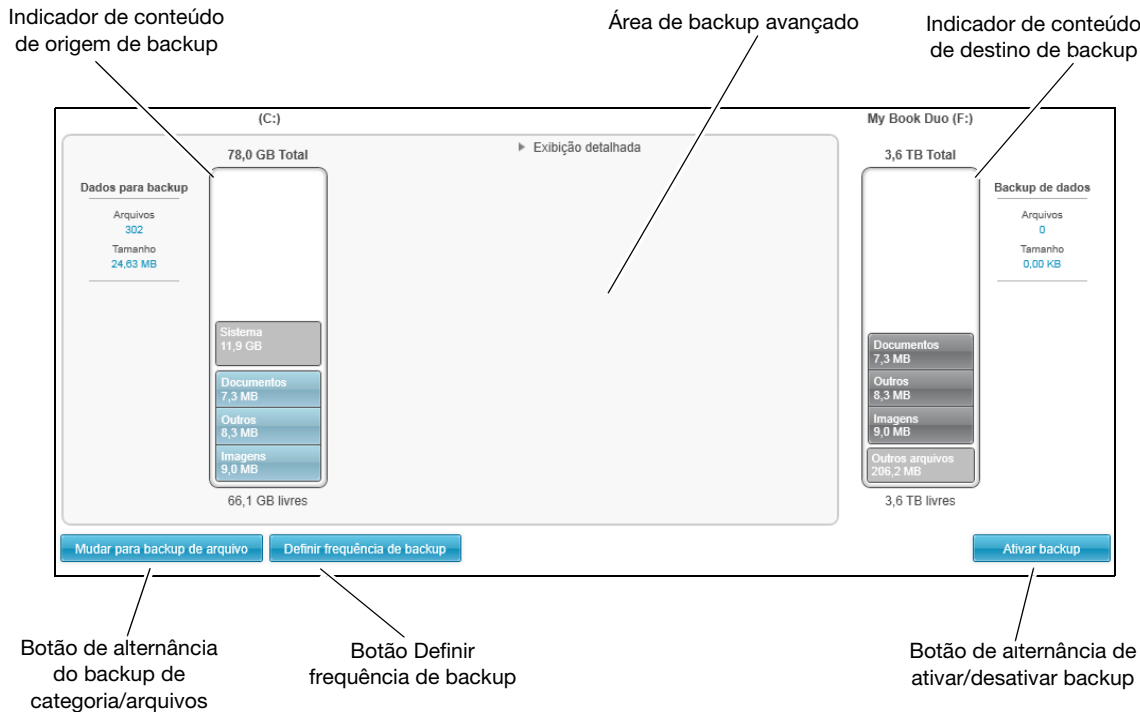 Indicador de conteúdo
de origem de backup
Área de backup avançado
Indicador de conteúdo
de destino de backup
(C:)
My Book Duo (F:)
78,0 GB Total
Exibição detalhada
3,6 TB Total
Dados para backup
Arquivos
302
Tamanho
24,63 MB
Backup de dados
Arquivos
0
Tamanho
0,00 KB
Sistema
11,9 GB
Documentos
7,3 MB
Outros
8,3 MB
Imagens
9,0 MB
Documentos
7,3 MB
Outros
8,3 MB
Imagens
9,0 MB
Outros arquivos
206,2 MB
66,1 GB livres
3,6 TB livres
Mudar para backup de arquivo
Definir frequência de backup
Ativar backup
Botão de alternância
do backup de
categoria/arquivos
Botão Definir
frequência de backup
Botão de alternância de
ativar/desativar backup